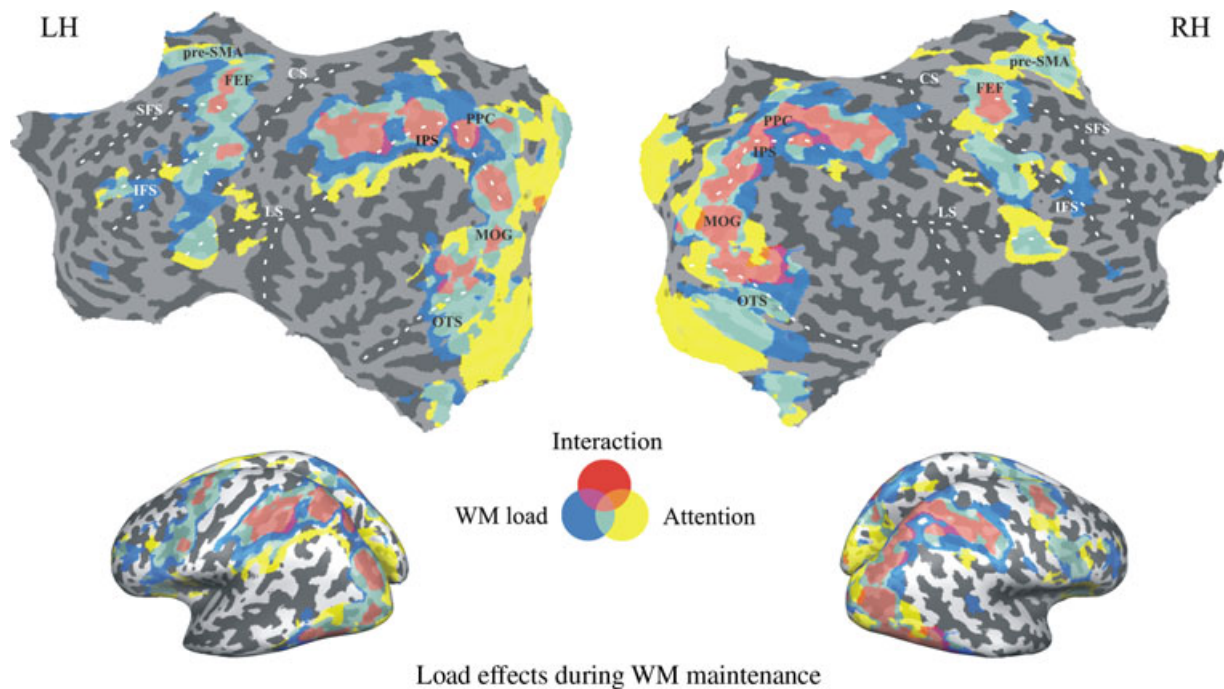 LH
RH
pre-SMA
FEF
CS
SFS
PPC
IPS
IFS
LS
MOG
OTS
pre-SMA
CS
FEF
PPC
SFS
IPS
IFS
MOG
LS
OTS
Interaction
WM load
Attention
Load effects during WM maintenance